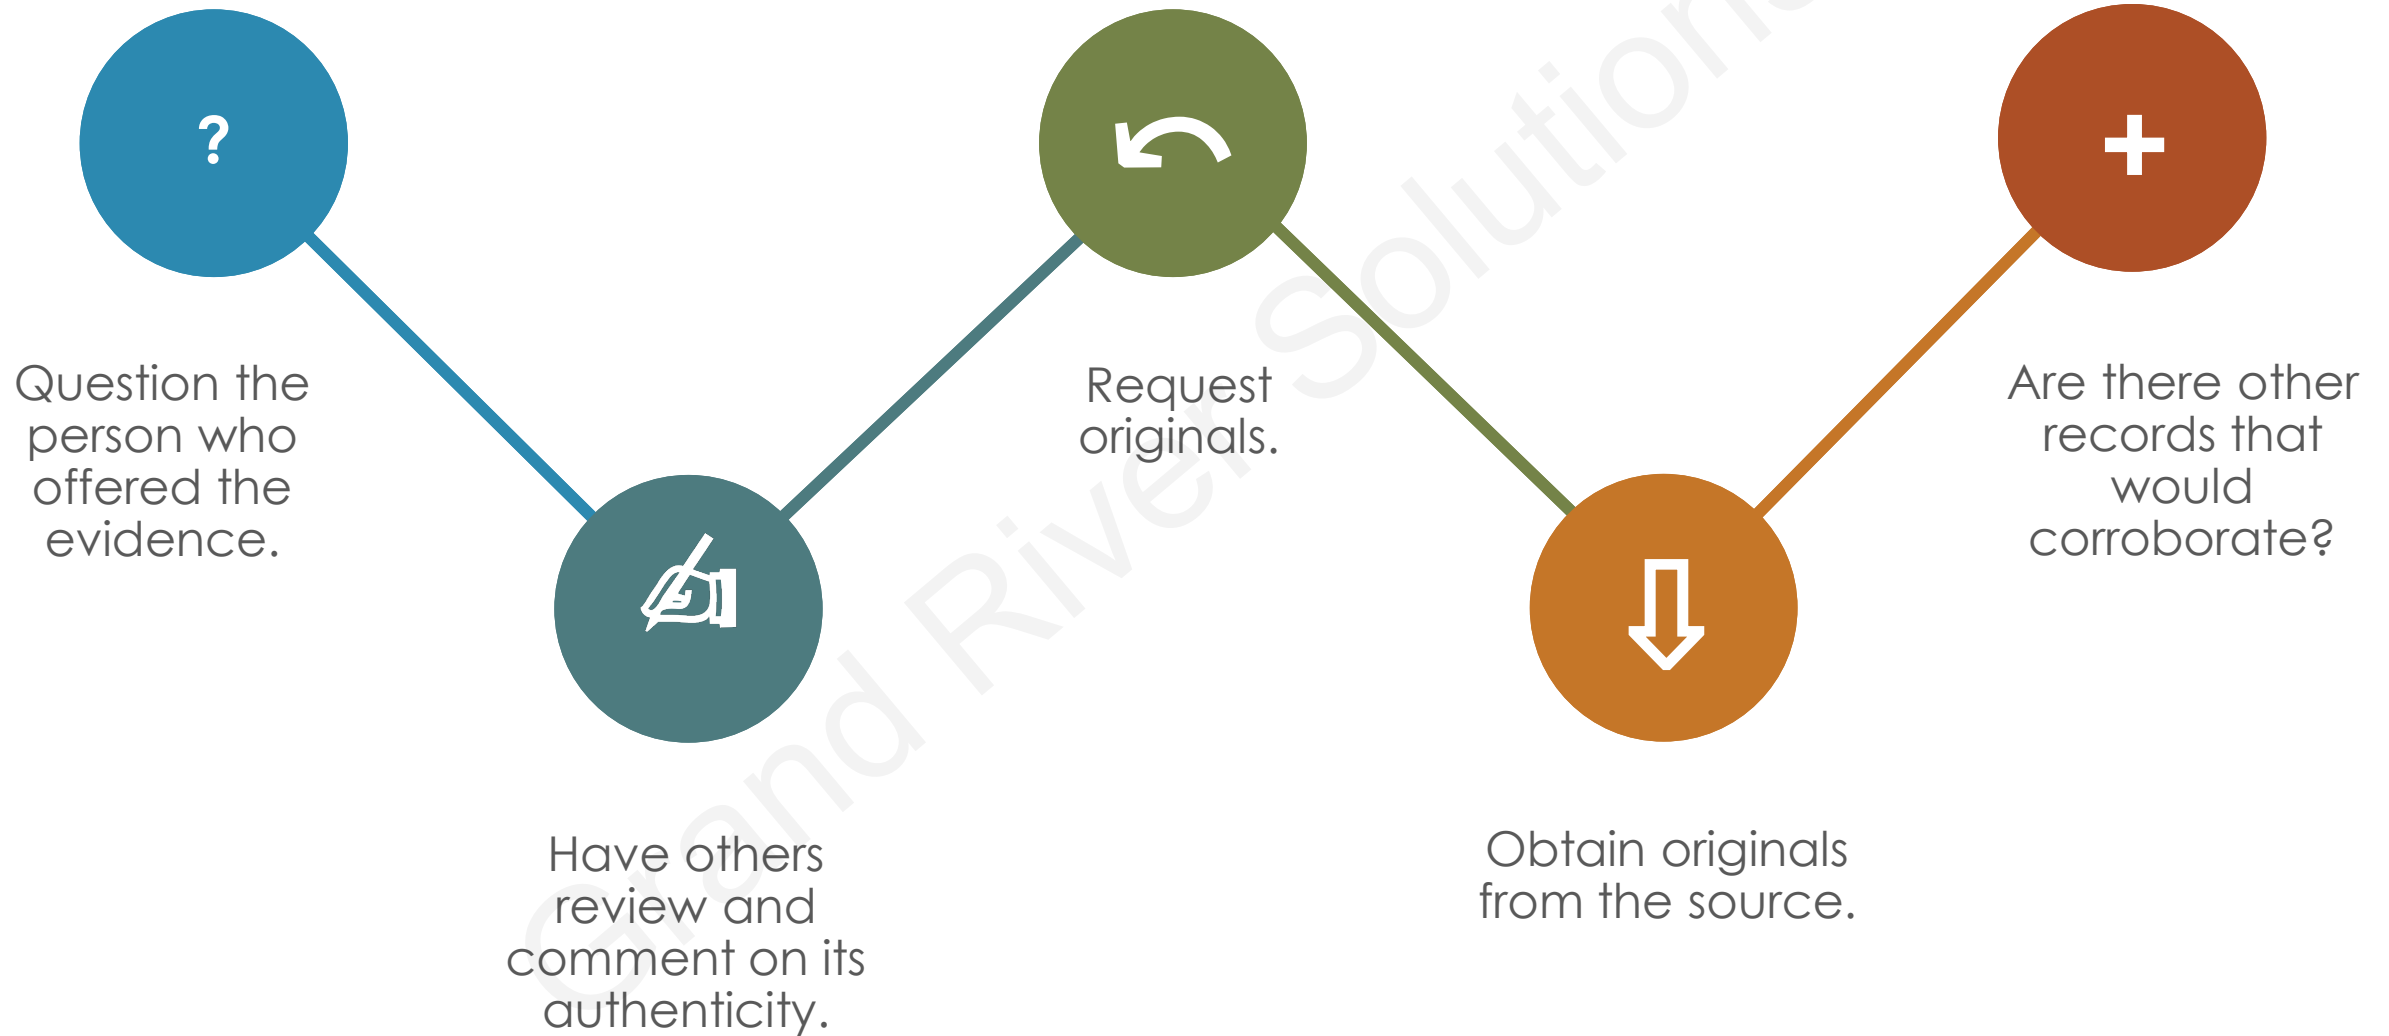 ?
Question the
person who
offered the
evidence.
Have others
review and
comment on its
authenticity.
Request
originals.
Obtain originals
from the source.
+
Are there other
records that
would
corroborate?
Grand River Solutions